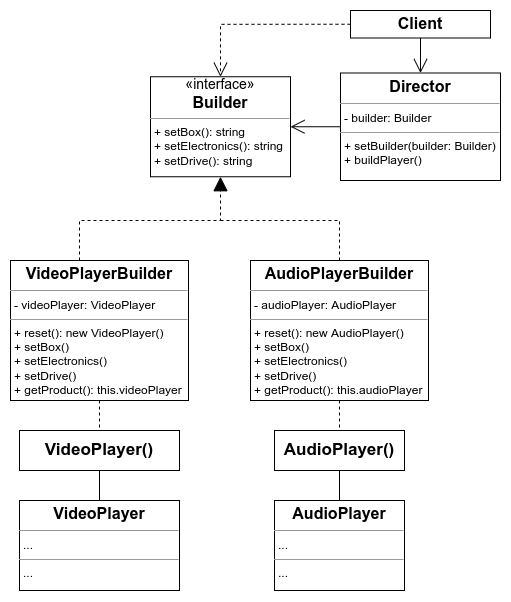 Client
«interface»
Builder
+ setBox(): string
+ setElectronics(): string
+ setDrive(): string
Director
- builder: Builder
+ setBuilder(builder: Builder)
+ buildPlayer()
VideoPlayerBuilder
- videoPlayer: VideoPlayer
+ reset(): new VideoPlayer()
+ setBox()
+ setElectronics()
+ setDrive()
+ getProduct(): this.videoPlayer
AudioPlayerBuilder
- audioPlayer: AudioPlayer
+ reset(): new AudioPlayer()
+ setBox()
+ setElectronics()
+ setDrive()
+ getProduct(): this.audioPlayer
VideoPlayer()
AudioPlayer()
VideoPlayer
...
...
AudioPlayer
...
...